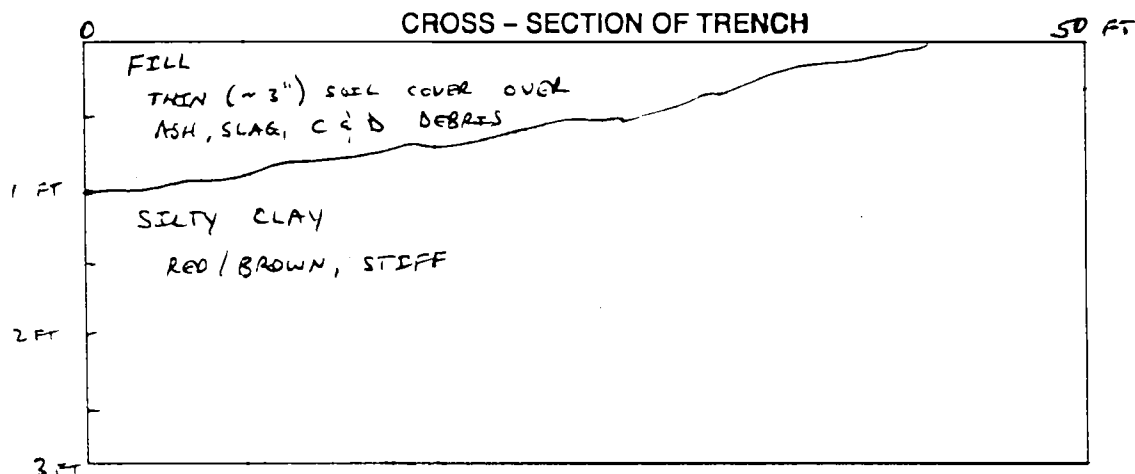 CROSS – SECTION OF TRENCH
0
50 FT
FILL
THIN (~ 3") SOIL COVER OVER
ASH, SLAG, C & D DEBRIS
1 FT
SILTY CLAY
RED / BROWN, STIFF
2 FT
3 FT